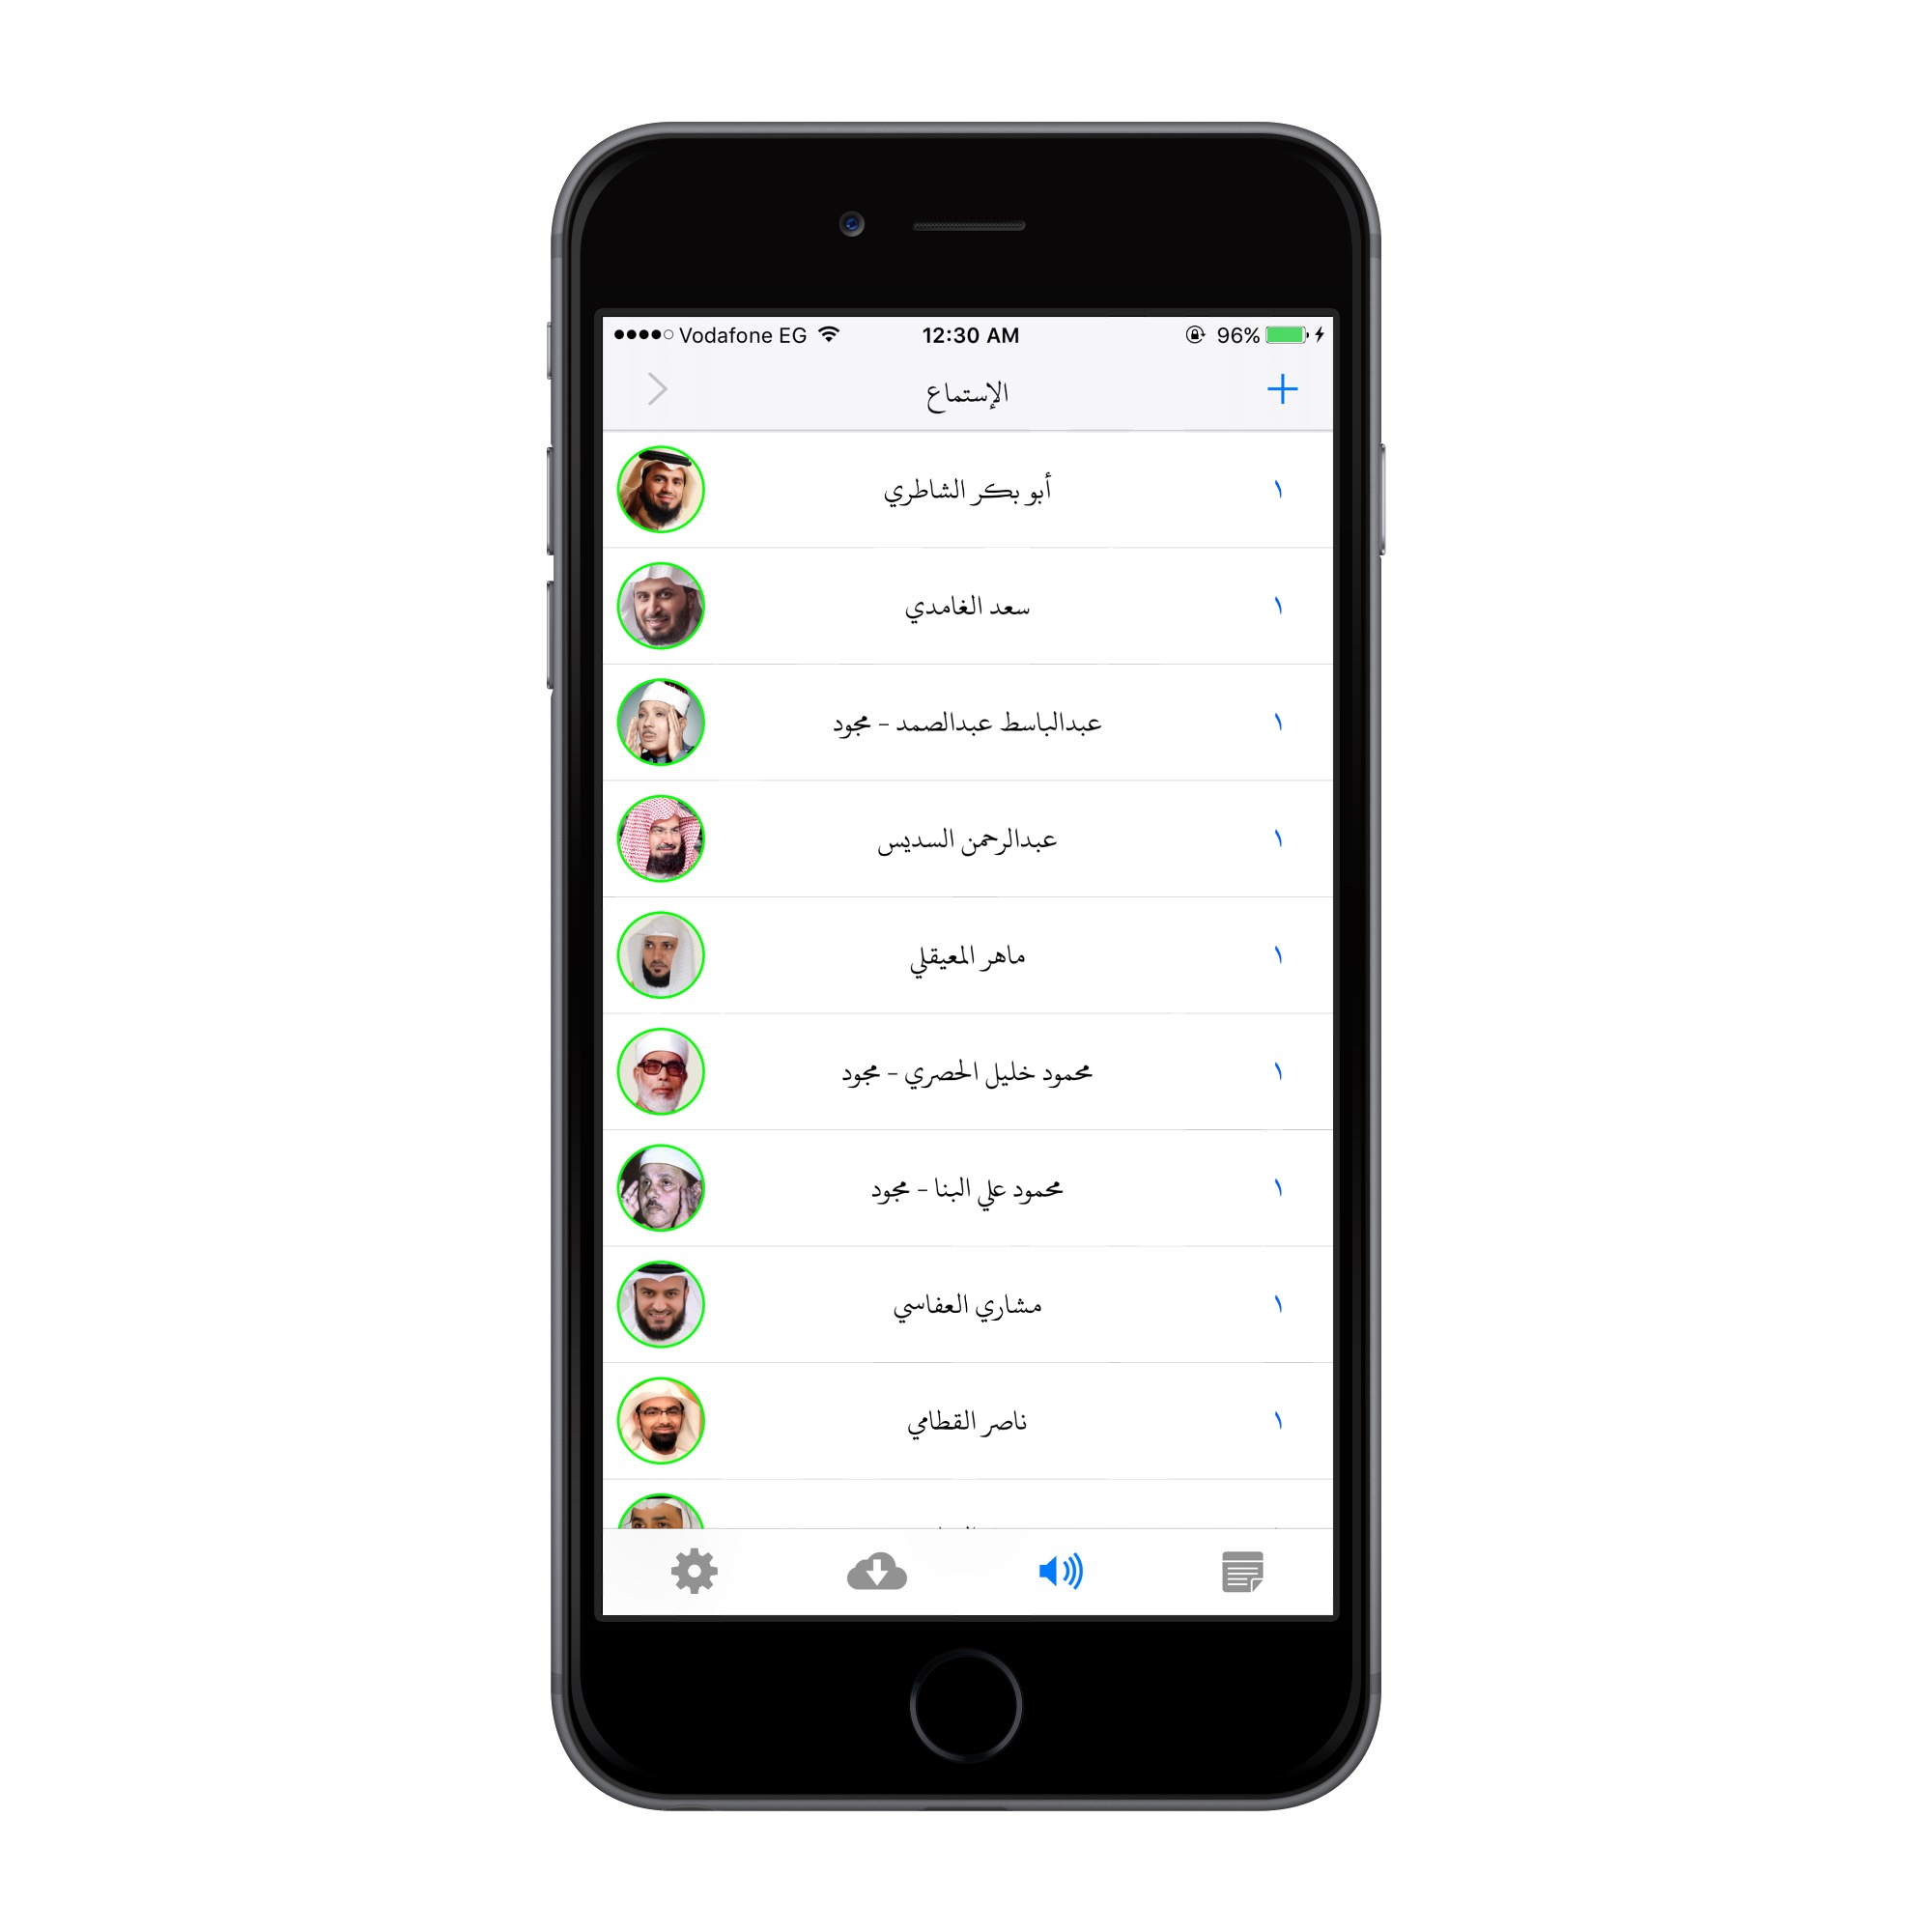 Vodafone EG 12:30 AM 96%
الإستماع
أبو بكر الشاطري ١
سعد الغامدي ١
عبدالباسط عبدالصمد - مجود ١
عبدالرحمن السديس ١
ماهر المعيقلي ١
محمود خليل الحصري - مجود ١
محمود علي البنا - مجود ١
مشاري العفاسي ١
ناصر القطامي ١